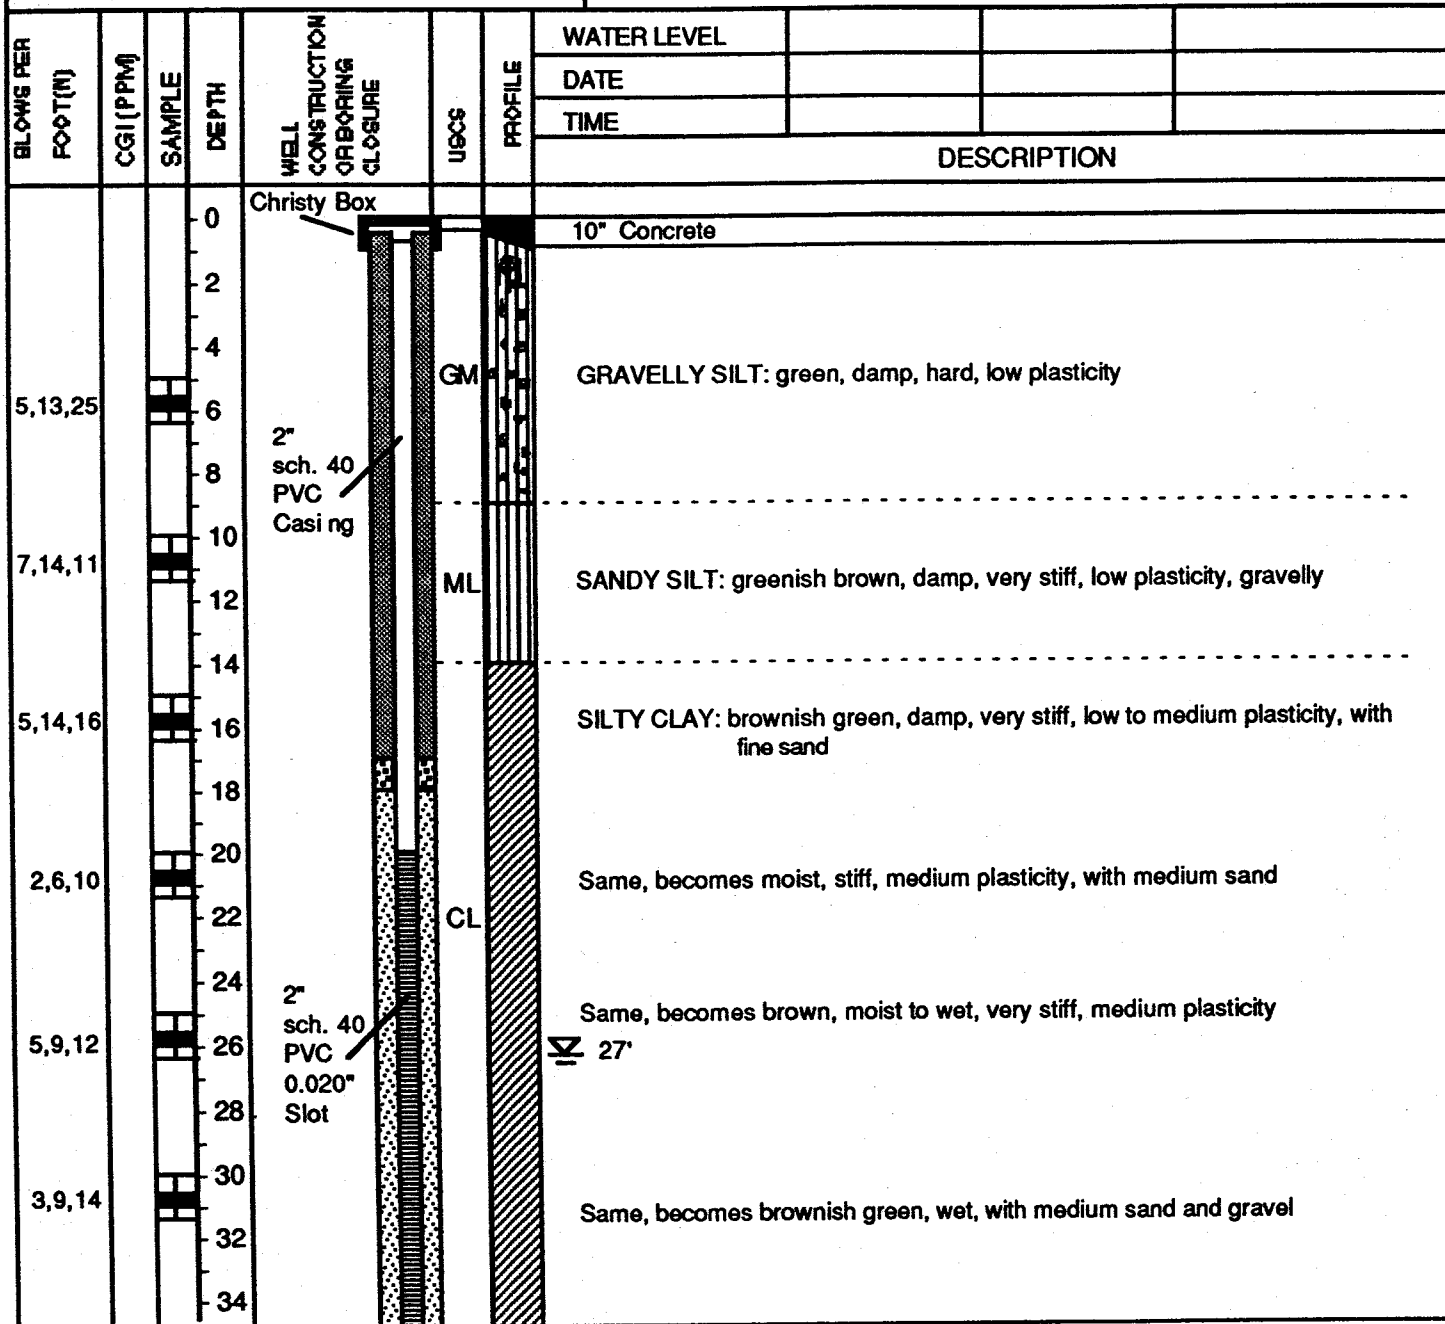 BLOWS PER
FOOT(N)
CGI(PPM)
SAMPLE
DEPTH
WELL
CONSTRUCTION
OR BORING
CLOSURE
USCS
PROFILE
WATER LEVEL
DATE
TIME
DESCRIPTION
Christy Box
0
10" Concrete
2
4
GM
GRAVELLY SILT: green, damp, hard, low plasticity
5,13,25
6
2"
sch. 40
PVC
Casing
8
10
7,14,11
ML
SANDY SILT: greenish brown, damp, very stiff, low plasticity, gravelly
12
14
5,14,16
16
SILTY CLAY: brownish green, damp, very stiff, low to medium plasticity, with
fine sand
18
20
2,6,10
Same, becomes moist, stiff, medium plasticity, with medium sand
22
CL
24
2"
sch. 40
PVC
0.020"
Slot
Same, becomes brown, moist to wet, very stiff, medium plasticity
5,9,12
26
27'
28
30
3,9,14
Same, becomes brownish green, wet, with medium sand and gravel
32
34